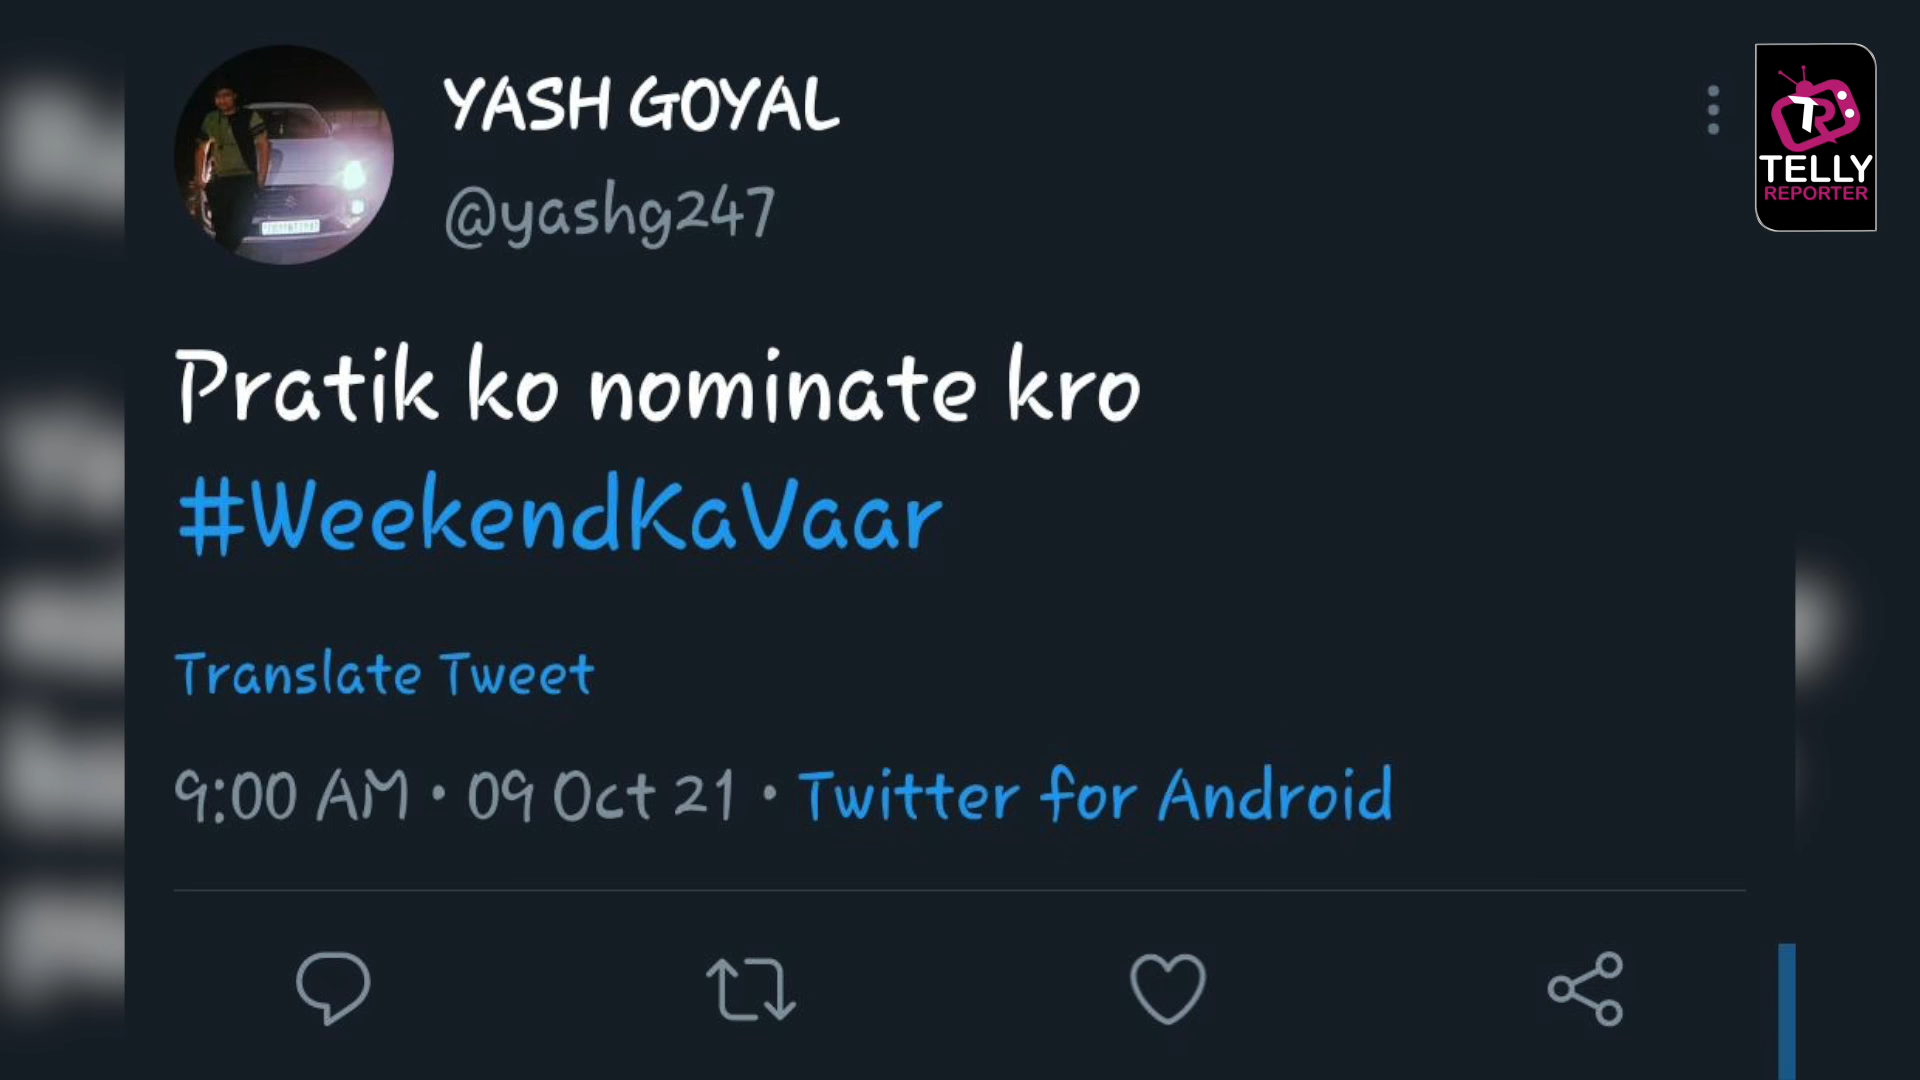 YASH GOYAL
@yashg247
TELLY
REPORTER
Pratik ko nominate kro
#WeekendKaVaar
Translate Tweet
9:00 AM • 09 Oct 21 • Twitter for Android